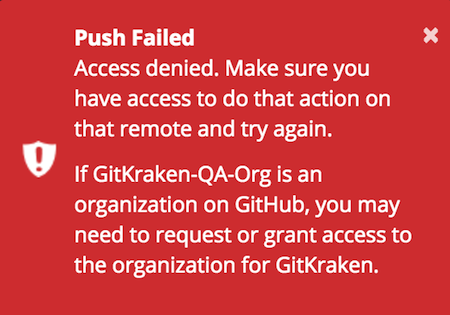 Push Failed
Access denied. Make sure you
have access to do that action on
that remote and try again.
If GitKraken-QA-Org is an
organization on GitHub, you may
need to request or grant access to
the organization for GitKraken.